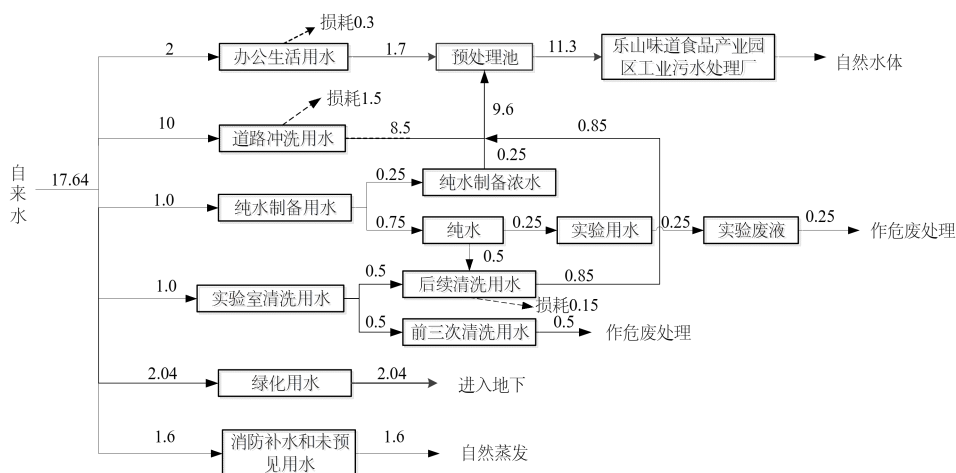 损耗0.3
2
办公生活用水
1.7
预处理池
11.3
乐山味道食品产业园
区工业污水处理厂
自然水体
损耗1.5
9.6
10
道路冲洗用水
8.5
0.85
0.25
自来水
17.64
0.25
纯水制备浓水
1.0
纯水制备用水
0.75
纯水
0.25
实验用水
0.25
实验废液
0.25
作危废处理
0.5
1.0
实验室清洗用水
0.5
后续清洗用水
0.85
损耗0.15
0.5
前三次清洗用水
0.5
作危废处理
2.04
绿化用水
2.04
进入地下
1.6
消防补水和未预
见用水
1.6
自然蒸发